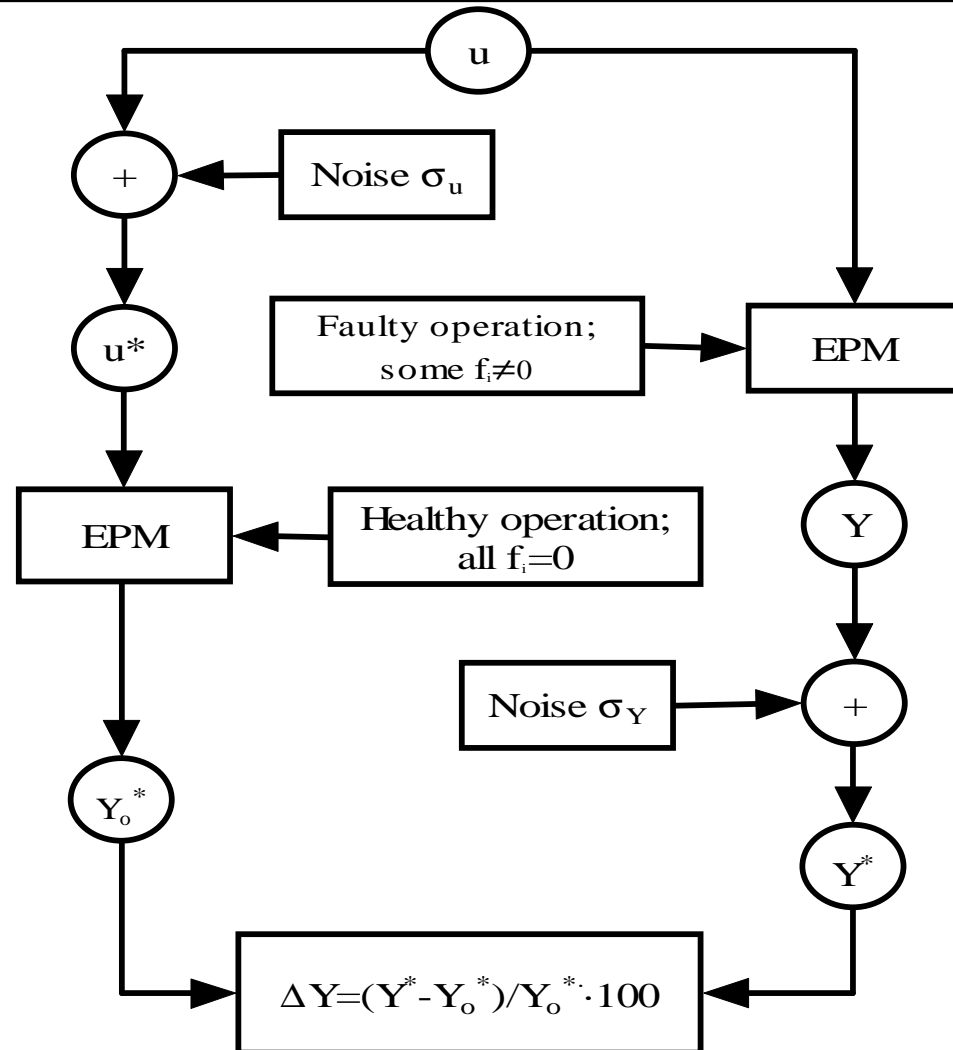 u
+
Noise σu
u*
Faulty operation;
some fi≠0
EPM
EPM
Healthy operation;
all fi=0
Y
Noise σY
+
Yo*
Y*
ΔY=(Y*-Yo*)/Yo*·100